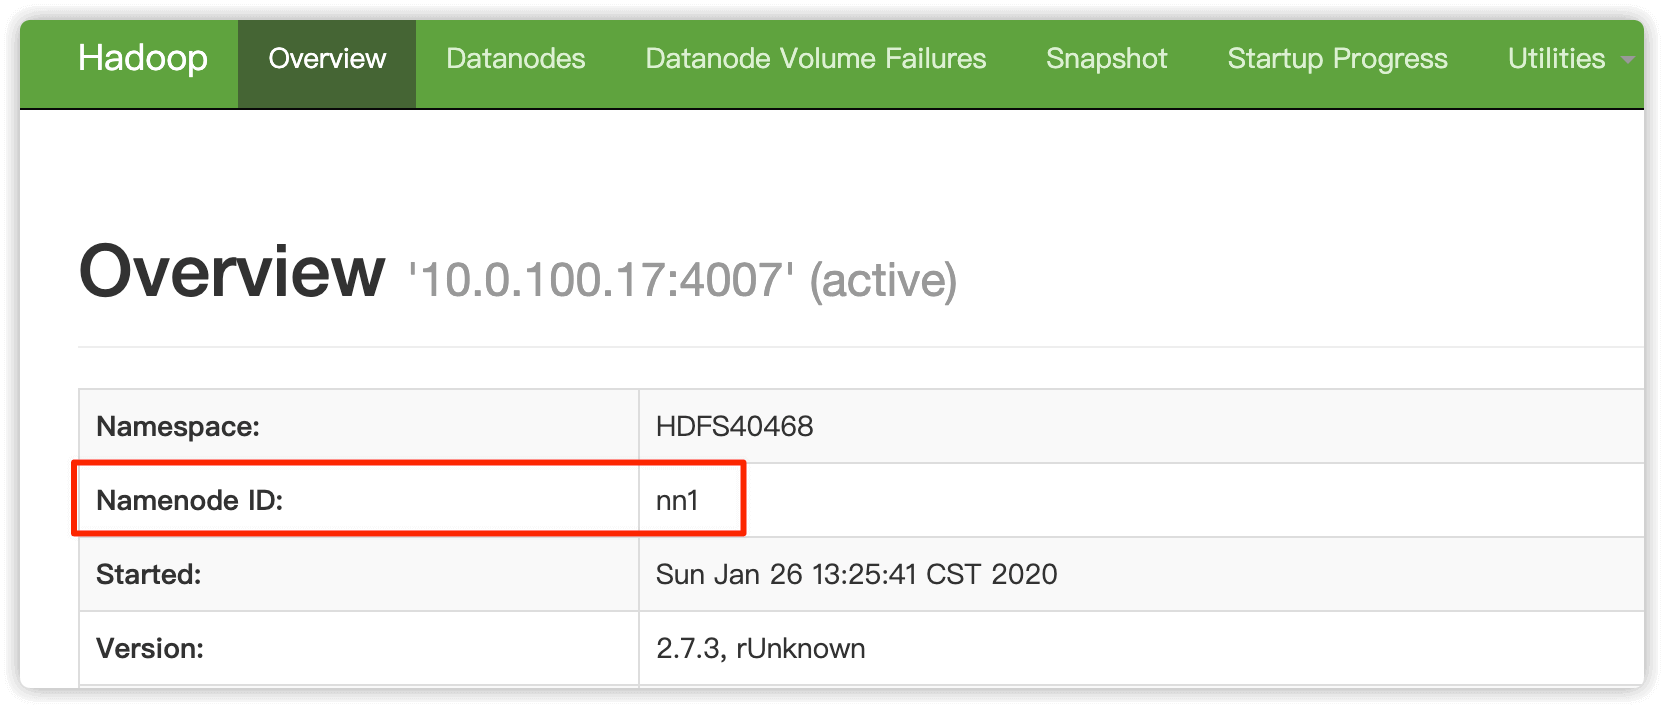 Hadoop Overview Datanodes Datanode Volume Failures Snapshot Startup Progress Utilities
Overview '10.0.100.17:4007' (active)
Namespace: HDFS40468
Namenode ID: nn1
Started: Sun Jan 26 13:25:41 CST 2020
Version: 2.7.3, rUnknown